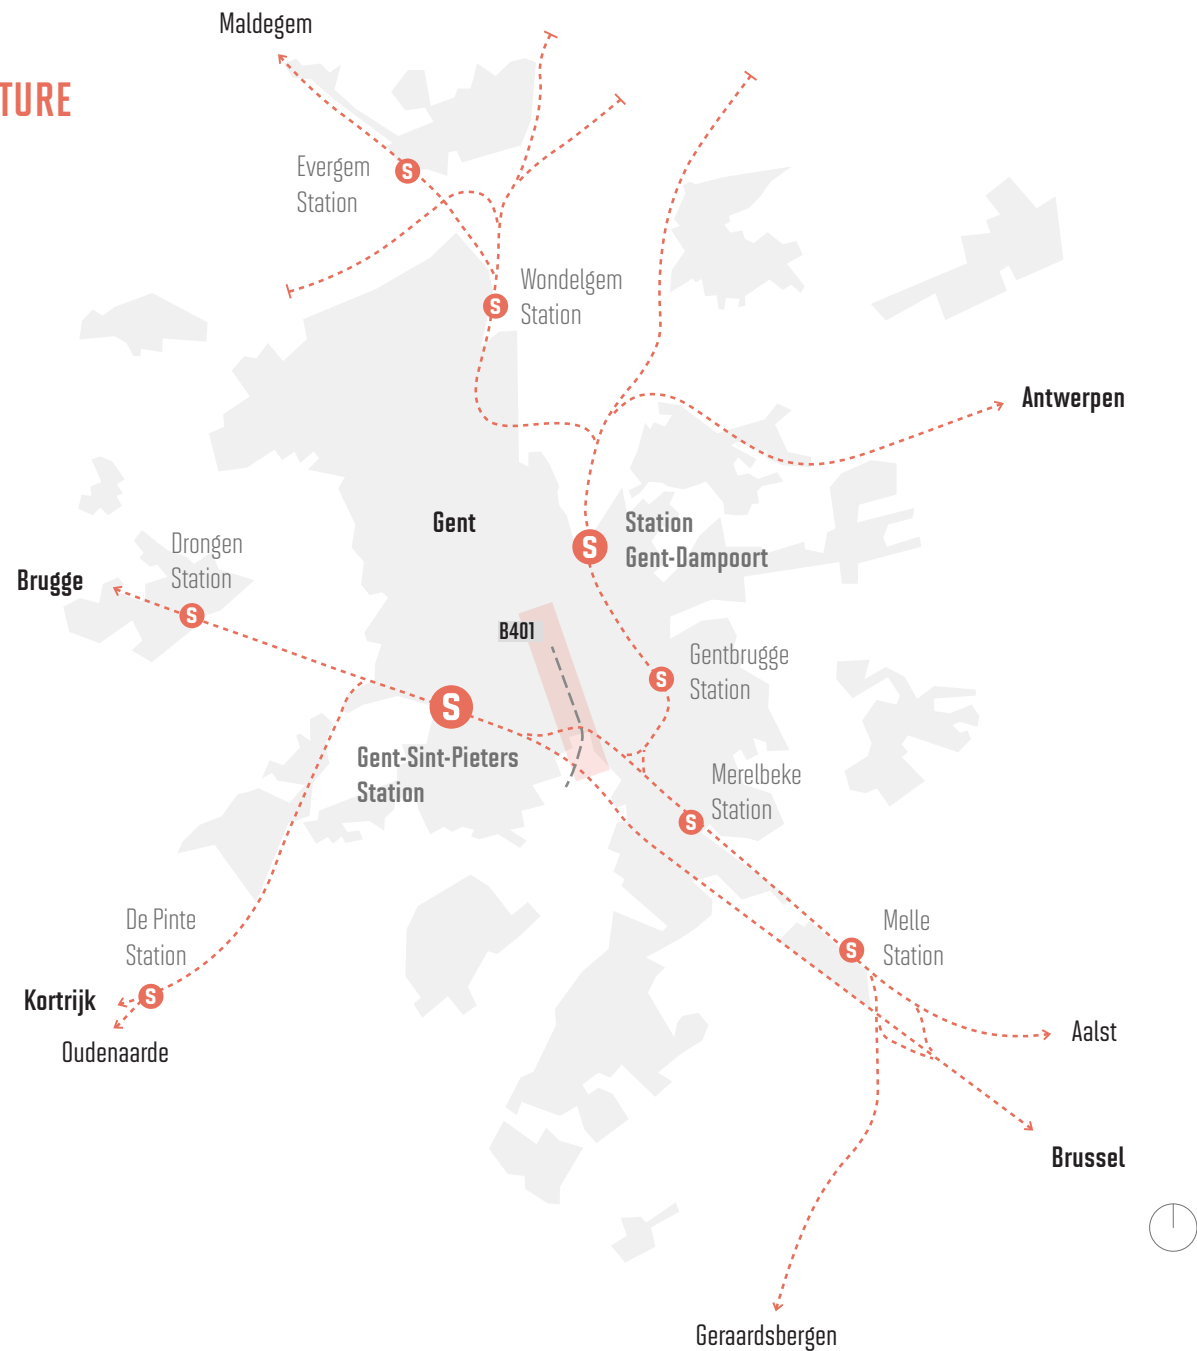 Maldegem
TURE
Evergem
Station
S
Wondelgem
Station
S
Antwerpen
Gent
Station
Gent-Dampoort
S
Drongen
Station
Brugge
S
B401
Gentbrugge
Station
S
S
Gent-Sint-Pieters
Station
Merelbeke
Station
S
De Pinte
Station
Melle
Station
S
Kortrijk
S
Oudenaarde
Aalst
Brussel
Geraardsbergen